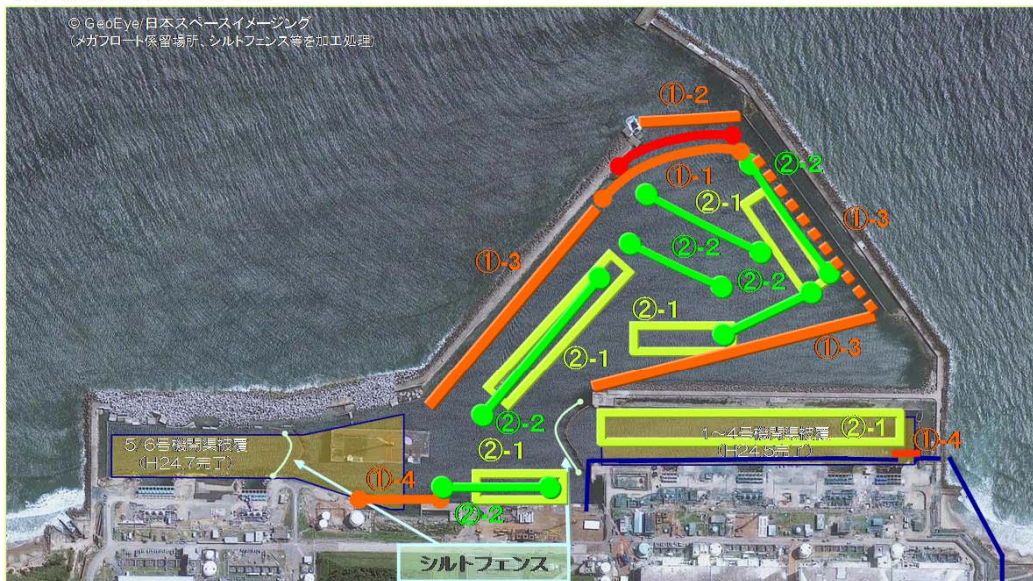 © GeoEye/日本スペースイメージング
(メガフロート係留場所、シルトフェンス等を加工処理)
①-2
②-2
①-1
②-1
①-3
①-3
②-2
②-2
②-1
②-1
①-3
②-2
②-1
5/6号機開渠被覆
(H24.7完了)
1~4号機開渠被覆
(H24.5完了)
②-1
①-4
①-4
②-2
シルトフェンス